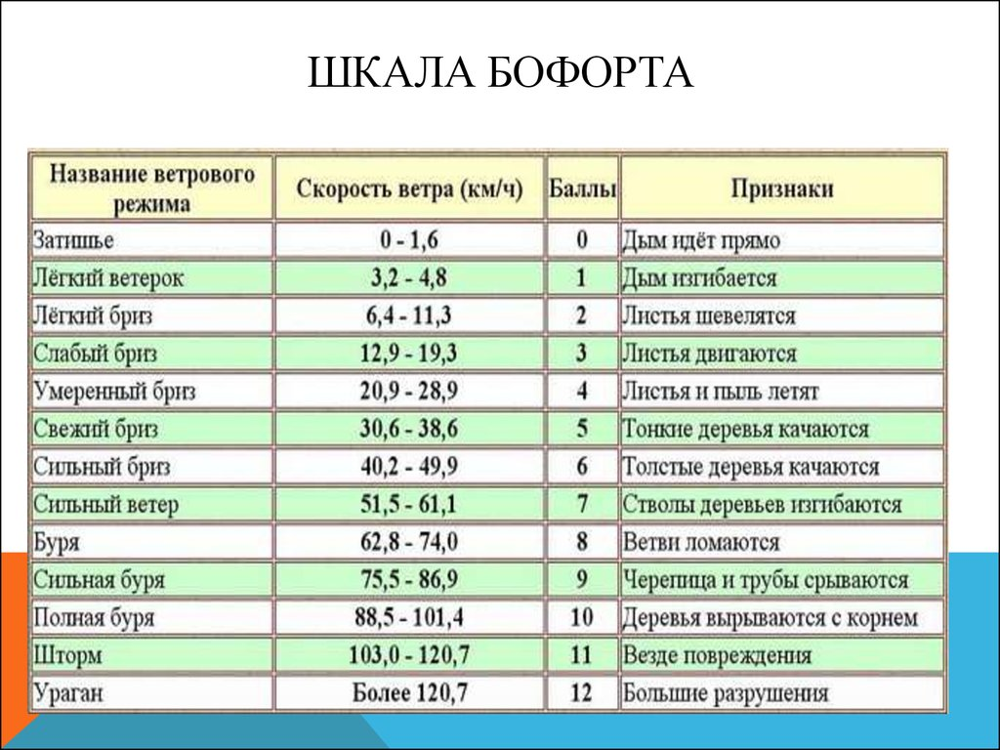 ШКАЛА БОФОРТА
Название ветрового режима Скорость ветра (км/ч) Баллы Признаки
Затишье 0 - 1,6 0 Дым идёт прямо
Лёгкий ветерок 3,2 - 4,8 1 Дым изгибается
Лёгкий бриз 6,4 - 11,3 2 Листья шевелятся
Слабый бриз 12,9 - 19,3 3 Листья двигаются
Умеренный бриз 20,9 - 28,9 4 Листья и пыль летят
Свежий бриз 30,6 - 38,6 5 Тонкие деревья качаются
Сильный бриз 40,2 - 49,9 6 Толстые деревья качаются
Сильный ветер 51,5 - 61,1 7 Стволы деревьев изгибаются
Буря 62,8 - 74,0 8 Ветви ломаются
Сильная буря 75,5 - 86,9 9 Черепица и трубы срываются
Полная буря 88,5 - 101,4 10 Деревья вырываются с корнем
Шторм 103,0 - 120,7 11 Везде повреждения
Ураган Более 120,7 12 Большие разрушения